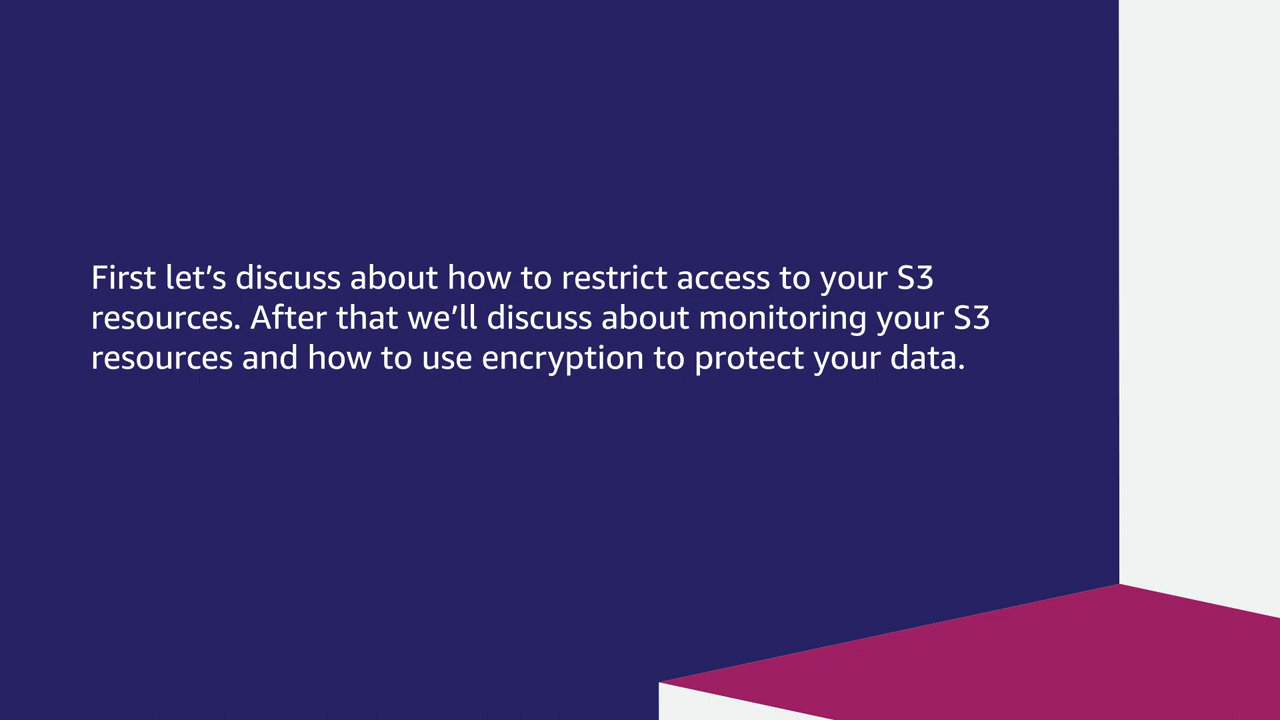 First let’s discuss about how to restrict access to your S3
resources. After that we’ll discuss about monitoring your S3
resources and how to use encryption to protect your data.